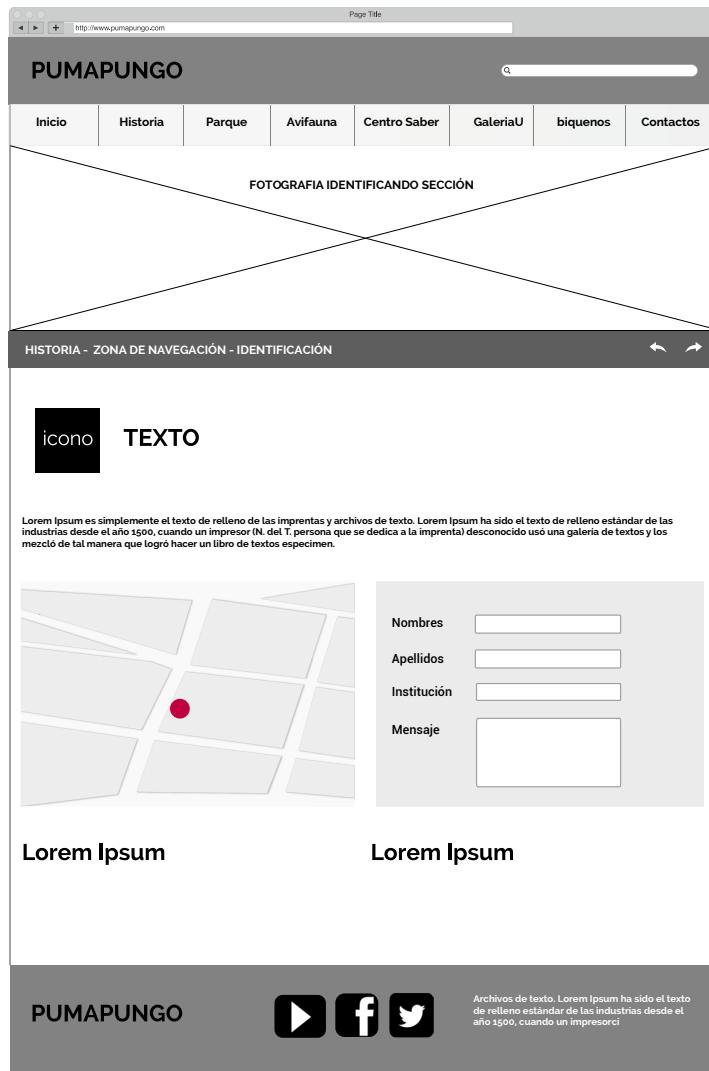 Page Title
http://www.pumapungo.com
PUMAPUNGO
Inicio Historia Parque Avifauna Centro Saber GaleriaU biquenos Contactos
FOTOGRAFIA IDENTIFICANDO SECCIÓN
HISTORIA - ZONA DE NAVEGACIÓN - IDENTIFICACIÓN
icono
TEXTO
Lorem Ipsum es simplemente el texto de relleno de las imprentas y archivos de texto. Lorem Ipsum ha sido el texto de relleno estándar de las
industrias desde el año 1500, cuando un impresor (N. del T. persona que se dedica a la imprenta) desconocido usó una galería de textos y los
mezcló de tal manera que logró hacer un libro de textos especimen.
Nombres
Apellidos
Institución
Mensaje
Lorem Ipsum
Lorem Ipsum
PUMAPUNGO
Archivos de texto. Lorem Ipsum ha sido el texto
de relleno estándar de las industrias desde el
año 1500, cuando un impresorci